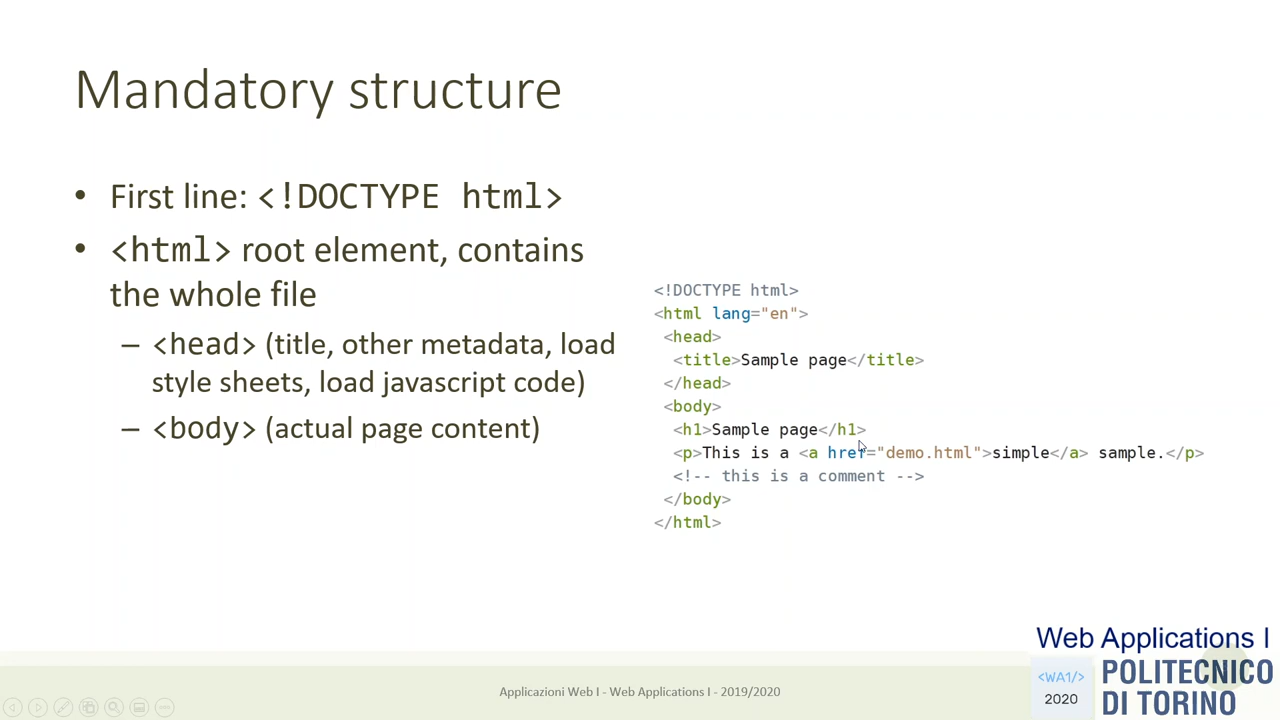 Mandatory structure
• First line: <!DOCTYPE html>
• <html> root element, contains
the whole file
– <head> (title, other metadata, load
style sheets, load javascript code)
– <body> (actual page content)
<!DOCTYPE html>
<html lang="en">
<head>
<title>Sample page</title>
</head>
<body>
<h1>Sample page</h1>
<p>This is a <a href="demo.html">simple</a> sample.</p>
<!-- this is a comment -->
</body>
</html>
Applicazioni Web I - Web Applications I - 2019/2020
Web Applications I
<WA1/>
2020
POLITECNICO
DI TORINO